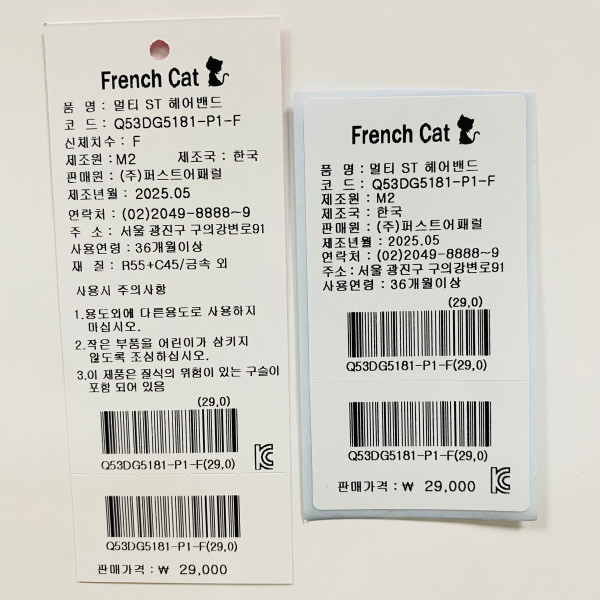 French Cat
품 명 : 멀티 ST 헤어밴드
코 드 : Q53DG5181-P1-F
신체치수 : F
제조원 : M2 제조국 : 한국
판매원 : (주)퍼스트어패럴
제조년월 : 2025.05
연락처 : (02)2049-8888~9
주 소 : 서울 광진구 구의강변로91
사용연령 : 36개월이상
재 질 : R55+C45/금속 외
사용시 주의사항
1.용도외에 다른용도로 사용하지
마십시오.
2.작은 부품을 어린이가 삼키지
않도록 조심하십시오.
3.이 제품은 질식의 위험이 있는 구슬이
포함 되어 있음
(29,0)
Q53DG5181-P1-F(29,0)
Q53DG5181-P1-F(29,0)
판매가격 : ₩ 29,000
French Cat
품 명 : 멀티 ST 헤어밴드
코 드 : Q53DG5181-P1-F
제조원 : M2
제조국 : 한국
판매원 : (주)퍼스트어패럴
제조년월 : 2025.05
연락처 : (02)2049-8888~9
주소 : 서울 광진구 구의강변로91
사용연령 : 36개월이상
(29,0)
Q53DG5181-P1-F(29,0)
Q53DG5181-P1-F(29,0)
판매가격 : ₩ 29,000